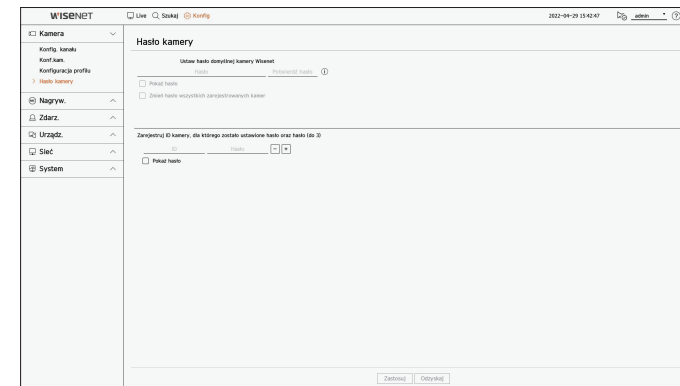 WISENET
Live Szukaj Konfig 2022-04-29 15:42:47 admin ?
Kamera
Konfig. kanału
Konf.kam.
Konfiguracja profilu
> Hasło kamery
Nagryw.
Zdarz.
Urządz.
Sieć
System
Hasło kamery
Ustaw hasło domyślnej kamery Wisenet
Hasło Potwierdź hasło
Pokaż hasło
Zmień hasło wszystkich zarejestrowanych kamer
Zarejestruj ID kamery, dla którego zostało ustawione hasło oraz hasło (do 3)
ID Hasło − +
Pokaż hasło
Zastosuj Odzyskaj